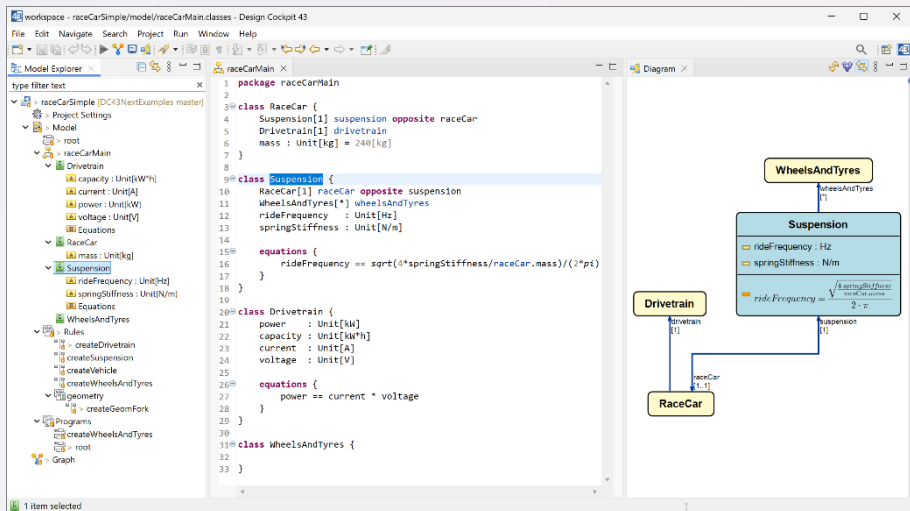 workspace - raceCarSimple/model/raceCarMain.classes - Design Cockpit 43
File Edit Navigate Search Project Run Window Help
Model Explorer
type filter text
> raceCarSimple [DC43NextExamples master]
> Project Settings
> Model
> root
> raceCarMain
Drivetrain
capacity : Unit[kW*h]
current : Unit[A]
power : Unit[kW]
voltage : Unit[V]
Equations
RaceCar
mass : Unit[kg]
Suspension
rideFrequency : Unit[Hz]
springStiffness : Unit[N/m]
Equations
WheelsAndTyres
> Rules
> createDrivetrain
createSuspension
createVehicle
createWheelsAndTyres
geometry
> createGeomFork
Programs
createWheelsAndTyres
> root
> Graph
raceCarMain
1 package raceCarMain
2
3 class RaceCar {
4 Suspension[1] suspension opposite raceCar
5 Drivetrain[1] drivetrain
6 mass : Unit[kg] = 240[kg]
7 }
8
9 class Suspension {
10 RaceCar[1] raceCar opposite suspension
11 WheelsAndTyres[*] wheelsAndTyres
12 rideFrequency : Unit[Hz]
13 springStiffness : Unit[N/m]
14
15 equations {
16 rideFrequency == sqrt(4*springStiffness/raceCar.mass)/(2*pi)
17 }
18 }
19
20 class Drivetrain {
21 power : Unit[kW]
22 capacity : Unit[kW*h]
23 current : Unit[A]
24 voltage : Unit[V]
25
26 equations {
27 power == current * voltage
28 }
29 }
30
31 class WheelsAndTyres {
32
33 }
Diagram
WheelsAndTyres
wheelsAndTyres
[*]
Suspension
rideFrequency : Hz
springStiffness : N/m
rideFrequency = √(4·springStiffness / raceCar.mass) / 2 · π
Drivetrain
drivetrain
[1]
suspension
[1]
raceCar
[1..1]
RaceCar
1 item selected